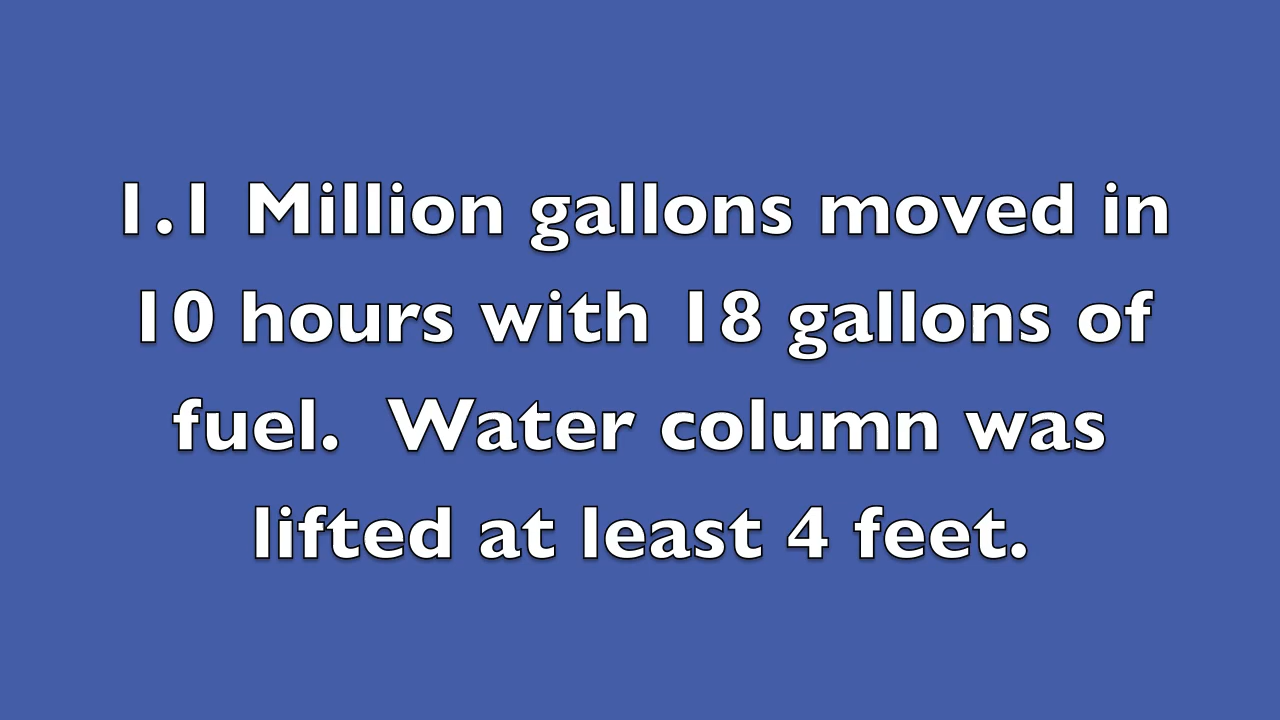 1.1 Million gallons moved in
10 hours with 18 gallons of
fuel.  Water column was
lifted at least 4 feet.